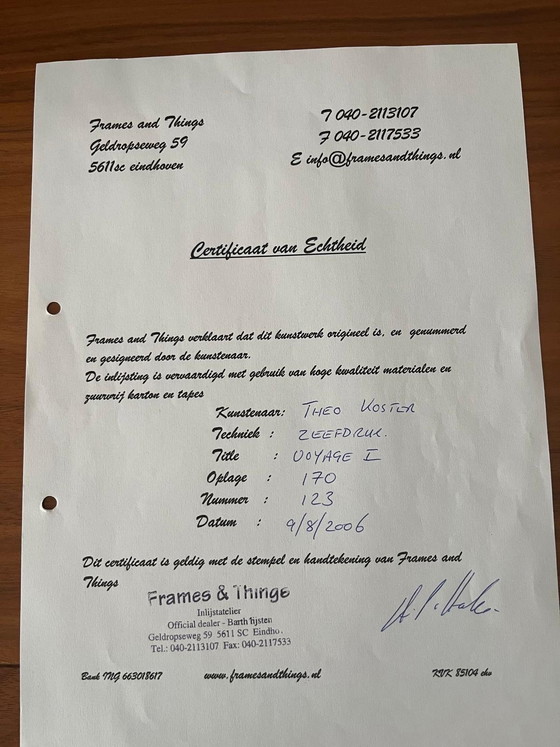 Frames and Things
Geldropseweg 59
5611sc eindhoven
T 040-2113107
F 040-2117533
E info@framesandthings.nl
Certificaat van Echtheid
Frames and Things verklaart dat dit kunstwerk origineel is, en genummerd
en gesigneerd door de kunstenaar.
De inlijsting is vervaardigd met gebruik van hoge kwaliteit materialen en
zuurvrij karton en tapes
Kunstenaar: THEO KOSTER
Techniek : ZEEFDRUK.
Title : VOYAGE I
Oplage : 170
Nummer : 123
Datum : 9/8/2006
Dit certificaat is geldig met de stempel en handtekening van Frames and
Things
Frames & Things
Inlijstatelier
Official dealer - Barth lijsten
Geldropseweg 59 5611 SC Eindho.
Tel.: 040-2113107 Fax: 040-2117533
Bank ING 663018617
www.framesandthings.nl
KVK 85104 ehv